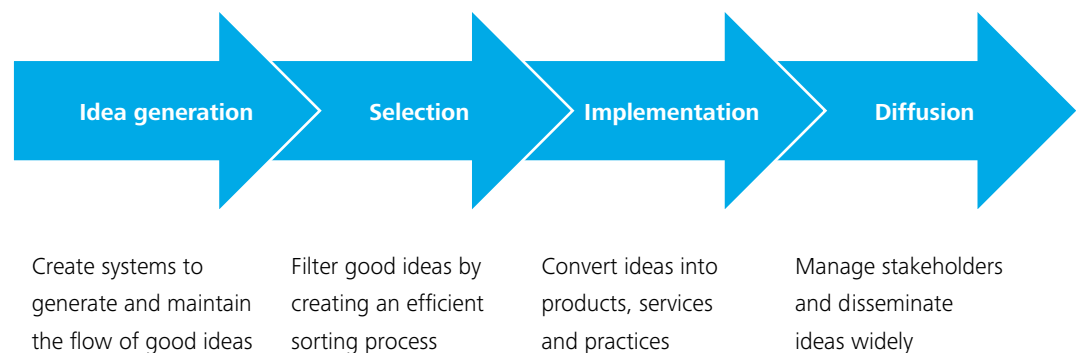 Idea generation
Selection
Implementation
Diffusion
Create systems to
generate and maintain
the flow of good ideas
Filter good ideas by
creating an efficient
sorting process
Convert ideas into
products, services
and practices
Manage stakeholders
and disseminate
ideas widely